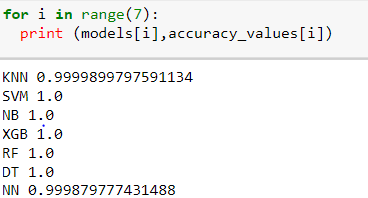 for i in range(7):
print (models[i],accuracy_values[i])
KNN 0.9999899797591134
SVM 1.0
NB 1.0
XGB 1.0
RF 1.0
DT 1.0
NN 0.999879777431488